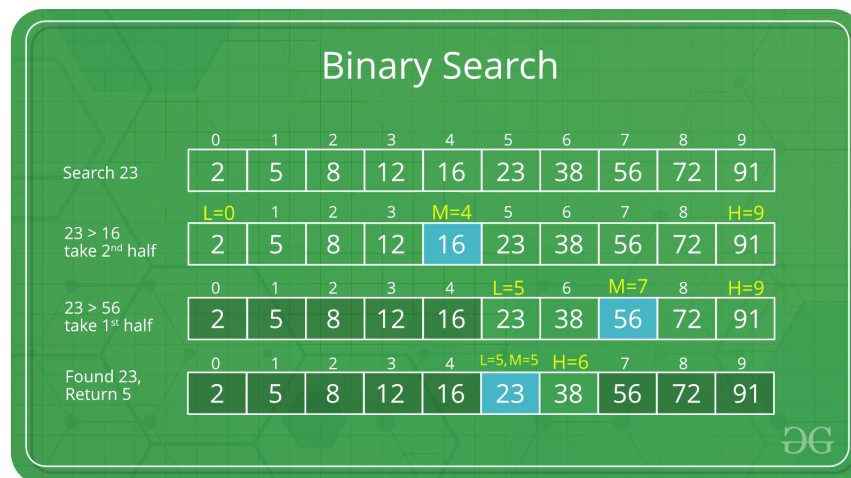 Binary Search
0 1 2 3 4 5 6 7 8 9
Search 23
2 5 8 12 16 23 38 56 72 91
L=0 1 2 3 M=4 5 6 7 8 H=9
23 > 16
take 2nd half
2 5 8 12 16 23 38 56 72 91
0 1 2 3 4 L=5 6 M=7 8 H=9
23 > 56
take 1st half
2 5 8 12 16 23 38 56 72 91
0 1 2 3 4 L=5, M=5 H=6 7 8 9
Found 23,
Return 5
2 5 8 12 16 23 38 56 72 91